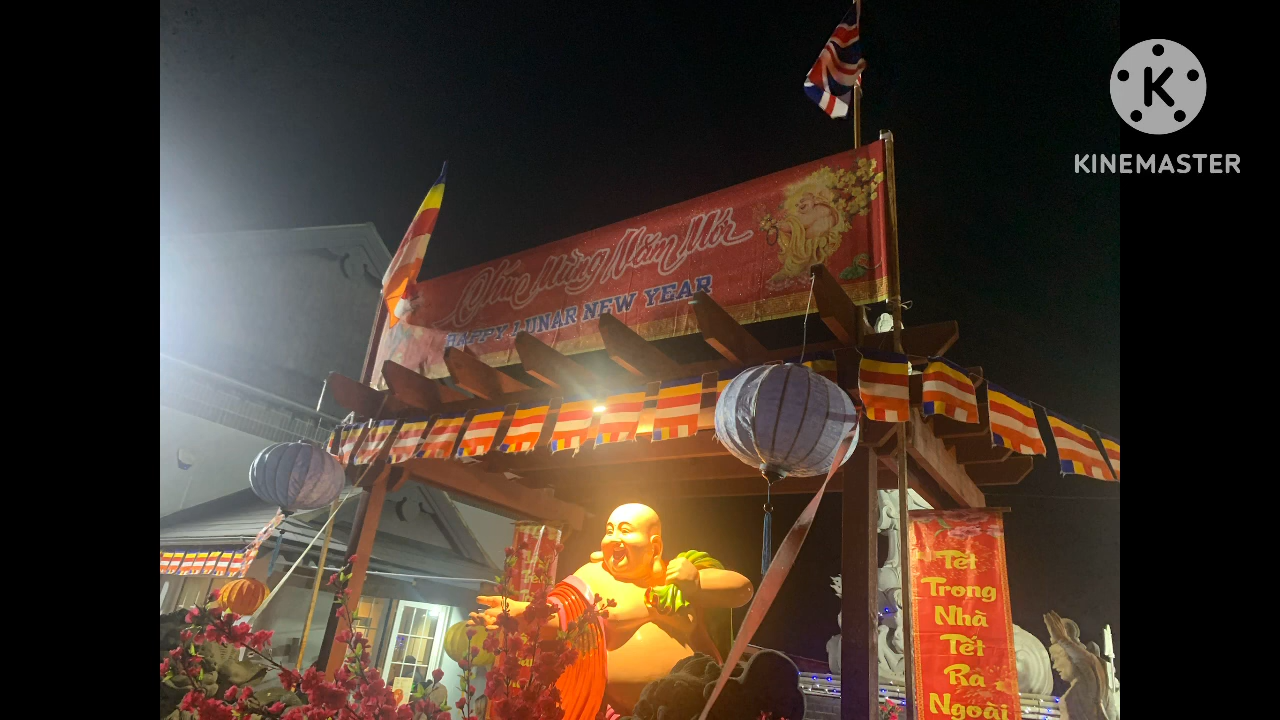 KINEMASTER
Chúc Mừng Năm Mới
HAPPY LUNAR NEW YEAR
Tết
Trong
Nhà
Tết
Ra
Ngoài